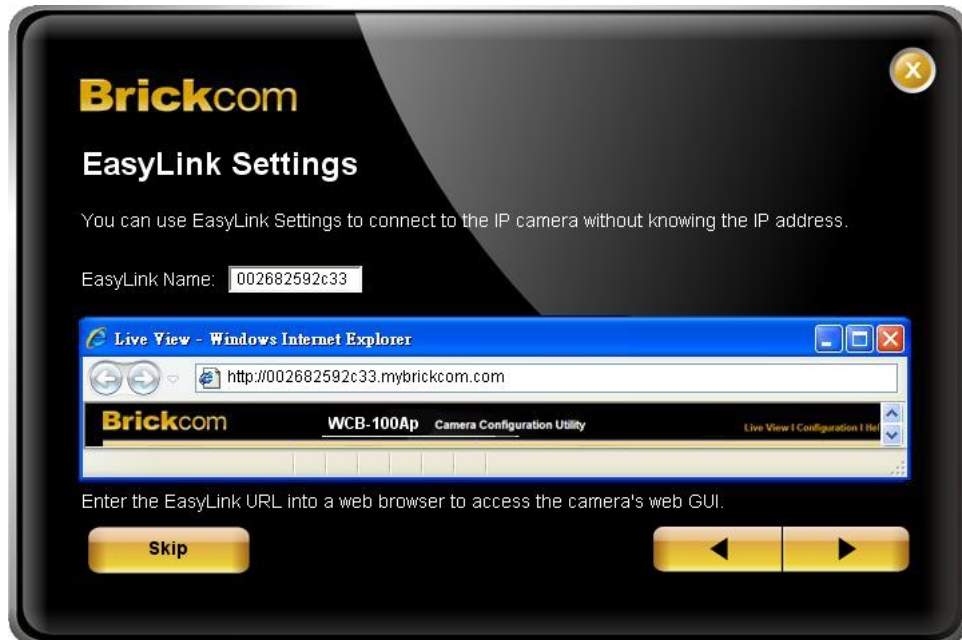 X
Brickcom
EasyLink Settings
You can use EasyLink Settings to connect to the IP camera without knowing the IP address.
EasyLink Name: 002682592c33
Live View - Windows Internet Explorer
http://002682592c33.mybrickcom.com
Brickcom WCB-100Ap Camera Configuration Utility Live View | Configuration | Hel
Enter the EasyLink URL into a web browser to access the camera's web GUI.
Skip